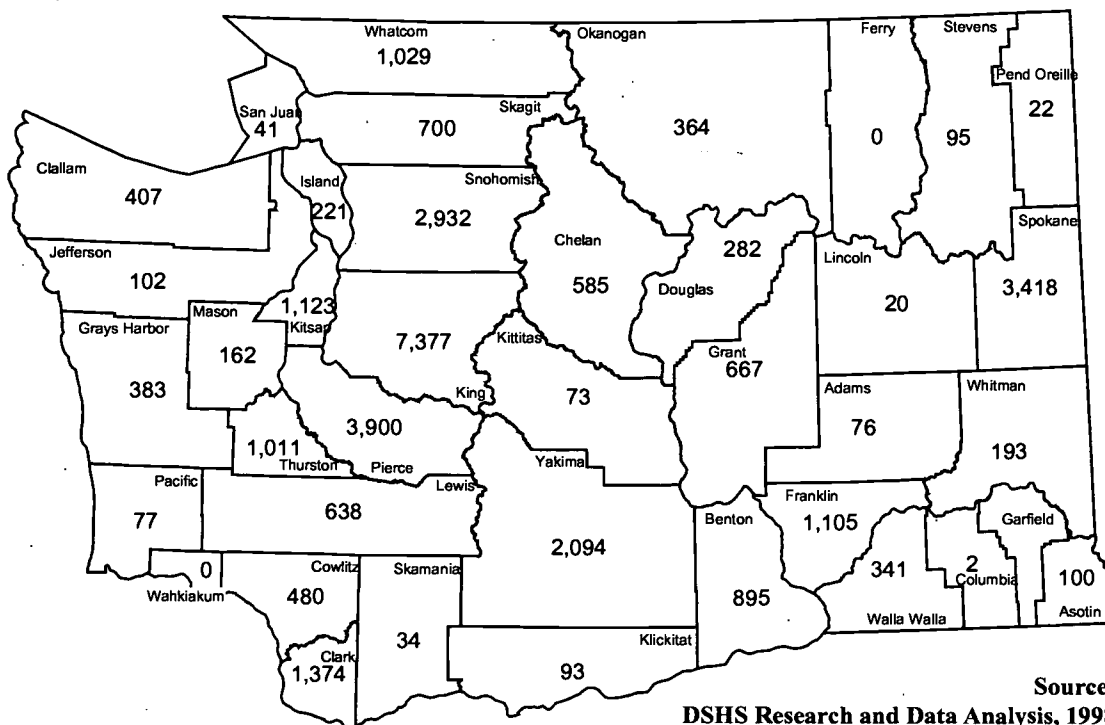 Whatcom
1,029
Okanogan
364
Ferry
0
Stevens
95
Pend Oreille
22
San Juan
41
Skagit
700
Clallam
407
Island
221
Snohomish
2,932
Chelan
585
282
Douglas
Spokane
3,418
Lincoln
20
Jefferson
102
1,123
Kitsap
Mason
162
Grays Harbor
383
7,377
King
Kittitas
73
Grant
667
Adams
76
Whitman
193
1,011
Thurston
3,900
Pierce
Yakima
2,094
Lewis
638
Pacific
77
Franklin
1,105
Benton
895
Garfield
341
Walla Walla
2
Columbia
100
Asotin
0
Wahkiakum
Cowlitz
480
Skamania
34
Clark
1,374
Klickitat
93
Source
DSHS Research and Data Analysis,